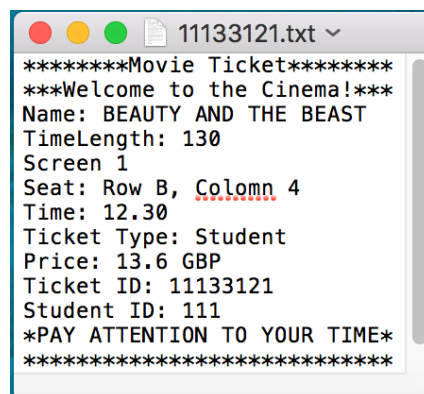 11133121.txt
********Movie Ticket********
***Welcome to the Cinema!***
Name: BEAUTY AND THE BEAST
TimeLength: 130
Screen 1
Seat: Row B, Colomn 4
Time: 12.30
Ticket Type: Student
Price: 13.6 GBP
Ticket ID: 11133121
Student ID: 111
*PAY ATTENTION TO YOUR TIME*
****************************